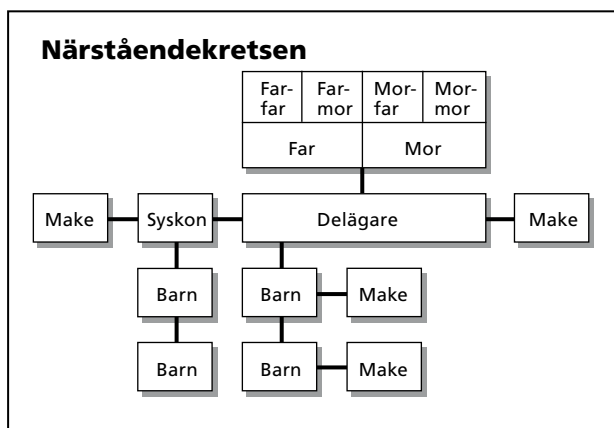 Närståendekretsen
Far- Far- Mor- Mor-
far mor far mor
Far Mor
Make Syskon Delägare Make
Barn Barn Make
Barn Barn Make